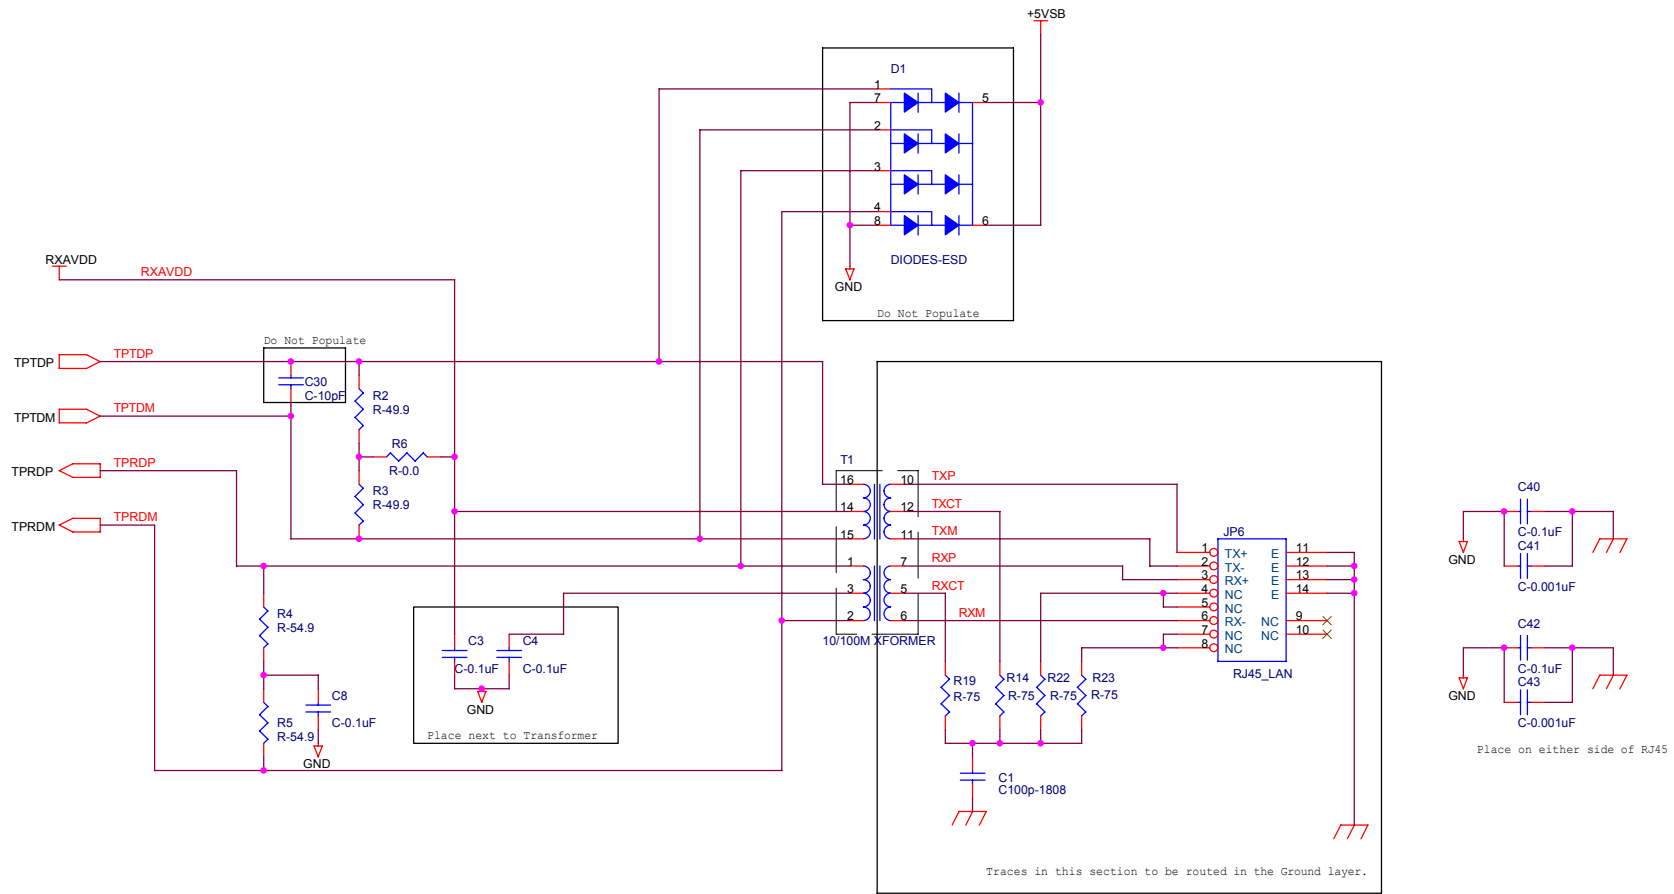 +5VSB
D1
1
7
5
2
3
4
8
6
DIODES-ESD
GND
Do Not Populate
RXAVDD
RXAVDD
Do Not Populate
TPTDP
TPTDP
C30
C-10pF
R2
R-49.9
TPTDM
TPTDM
R6
R-0.0
TPRDP
TPRDP
R3
R-49.9
TPRDM
TPRDM
T1
16
10
TXP
14
12
TXCT
15
11
TXM
1
7
RXP
3
5
RXCT
2
6
RXM
10/100M XFORMER
JP6
1
TX+
E
11
2
TX-
E
12
3
RX+
E
13
4
NC
E
14
5
NC
6
RX-
NC
9
7
NC
NC
10
8
NC
RJ45_LAN
R4
R-54.9
C3
C-0.1uF
C4
C-0.1uF
GND
Place next to Transformer
C8
C-0.1uF
R5
R-54.9
GND
R19
R-75
R14
R-75
R22
R-75
R23
R-75
C1
C100p-1808
Traces in this section to be routed in the Ground layer.
C40
C-0.1uF
C41
C-0.001uF
GND
C42
C-0.1uF
C43
C-0.001uF
GND
Place on either side of RJ45